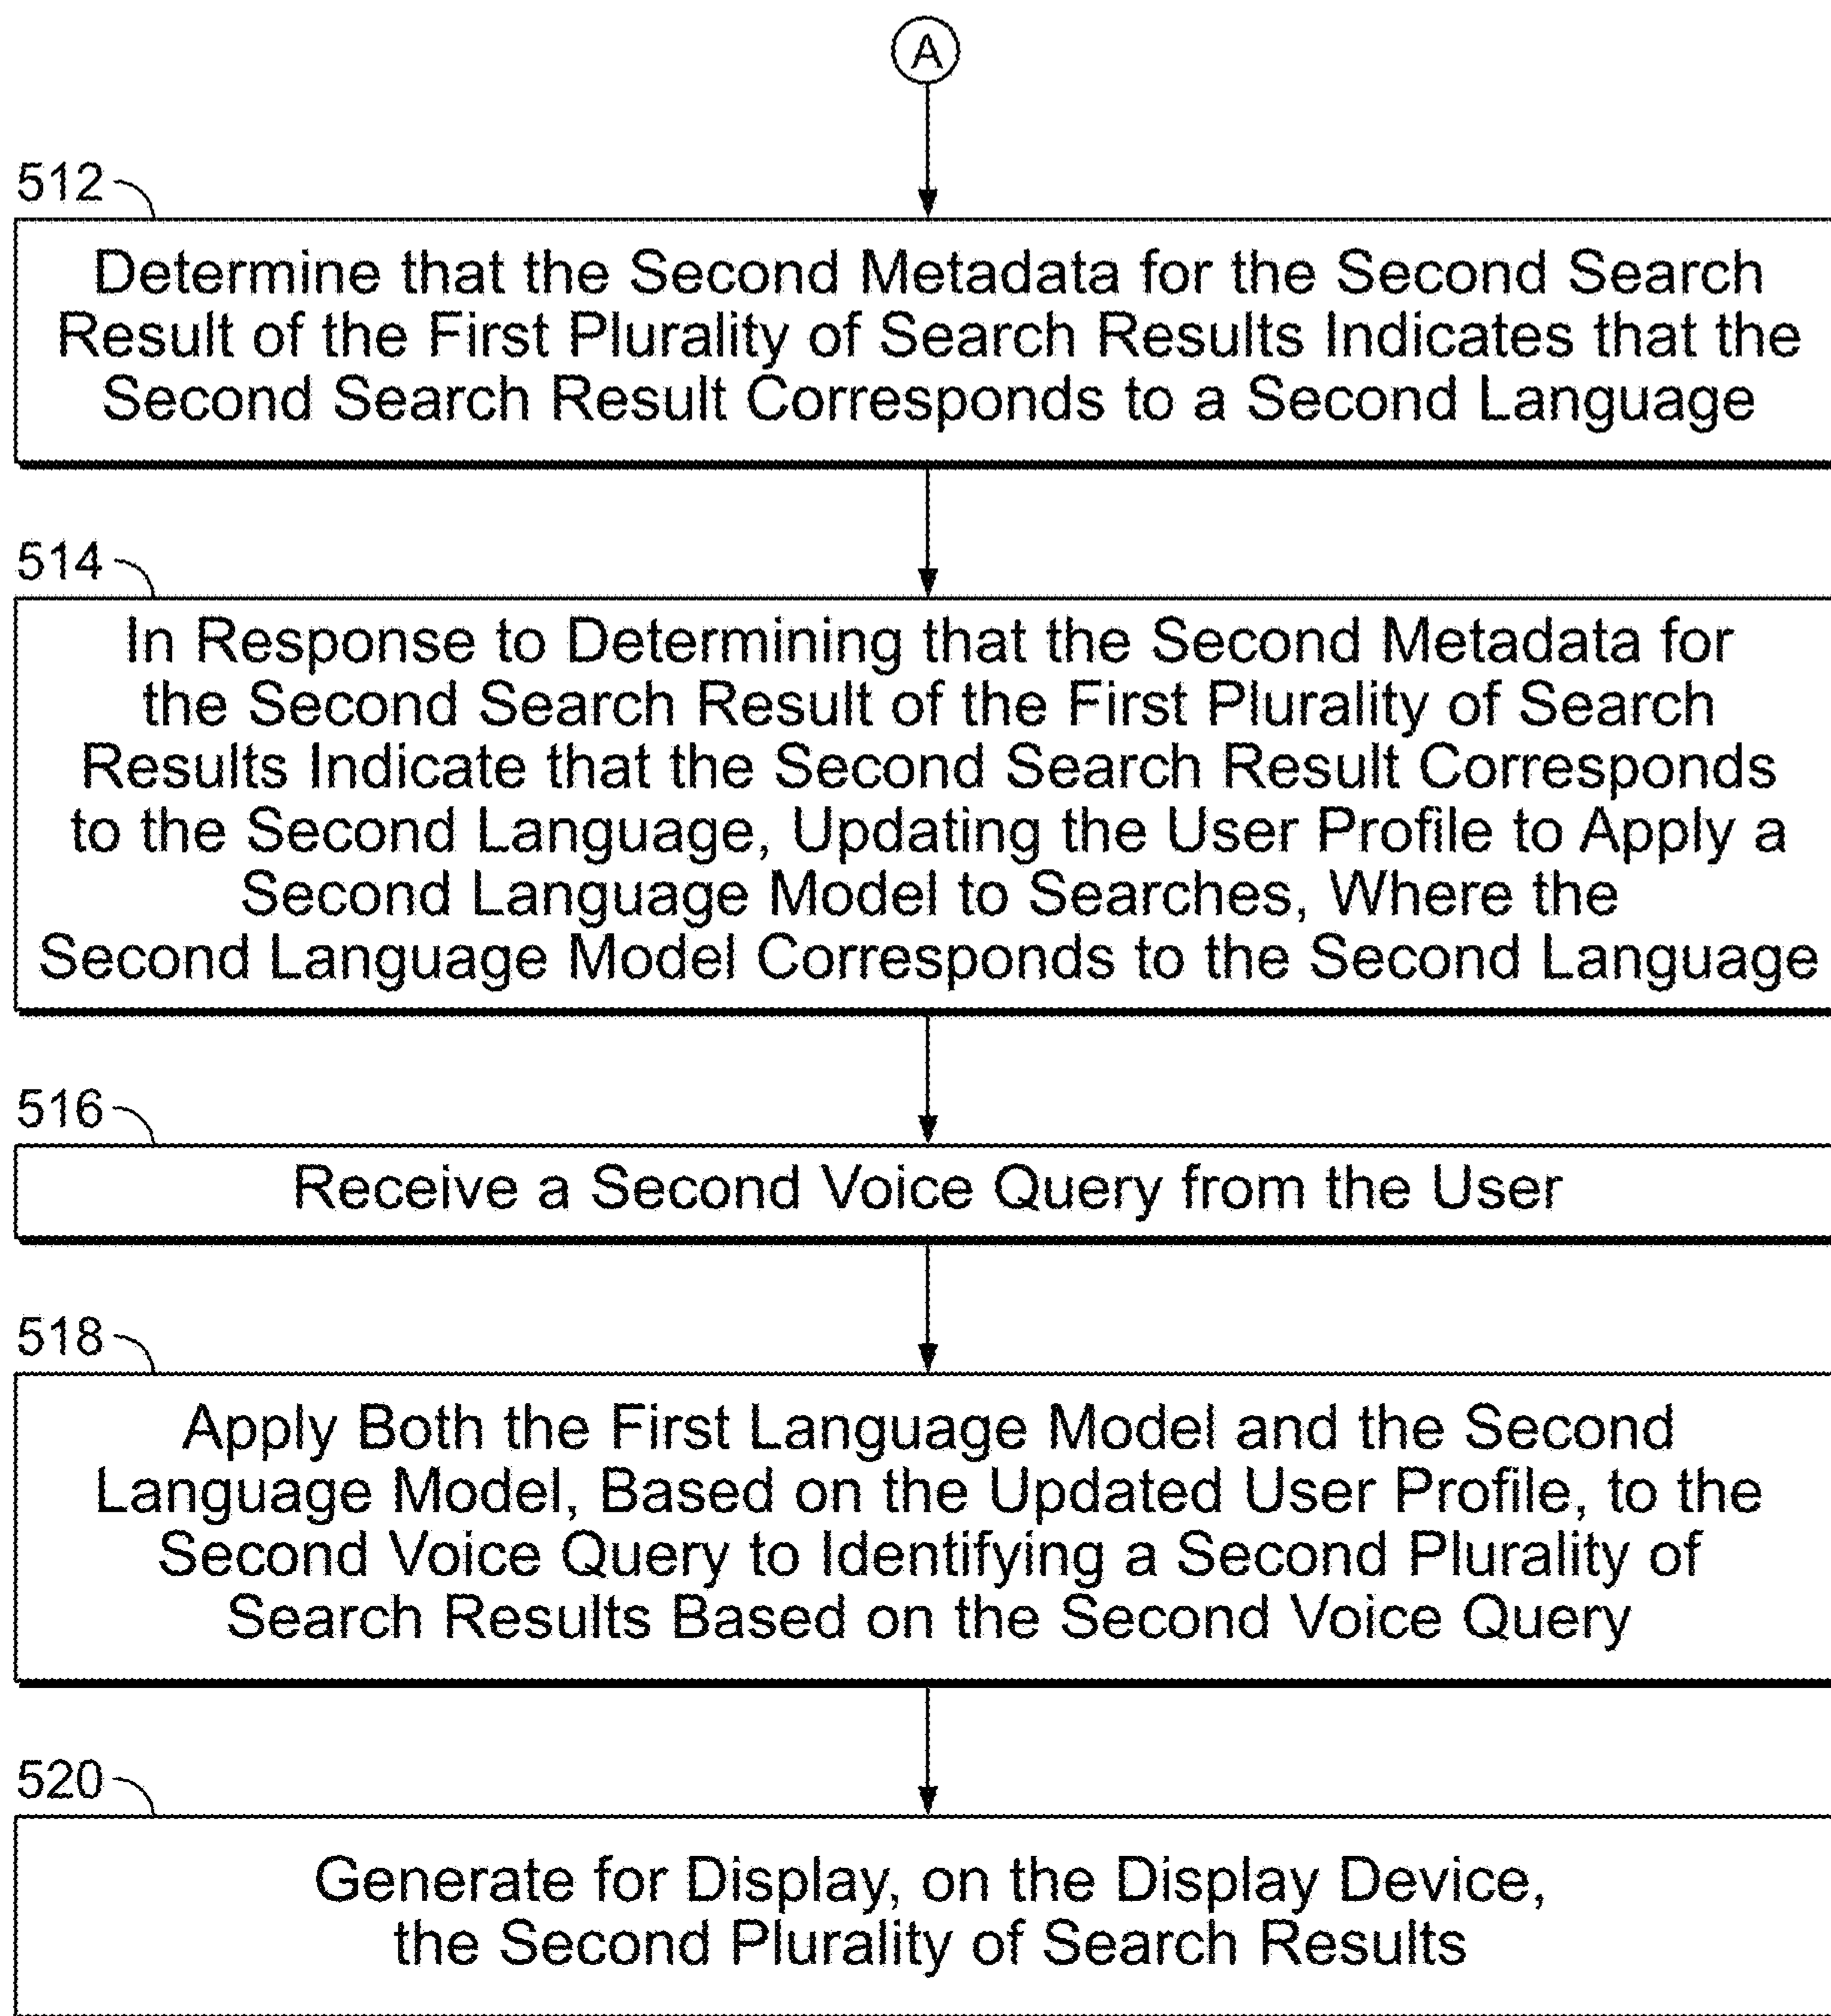 A
512
Determine that the Second Metadata for the Second Search
Result of the First Plurality of Search Results Indicates that the
Second Search Result Corresponds to a Second Language
514
In Response to Determining that the Second Metadata for
the Second Search Result of the First Plurality of Search
Results Indicate that the Second Search Result Corresponds
to the Second Language, Updating the User Profile to Apply a
Second Language Model to Searches, Where the
Second Language Model Corresponds to the Second Language
516
Receive a Second Voice Query from the User
518
Apply Both the First Language Model and the Second
Language Model, Based on the Updated User Profile, to the
Second Voice Query to Identifying a Second Plurality of
Search Results Based on the Second Voice Query
520
Generate for Display, on the Display Device,
the Second Plurality of Search Results